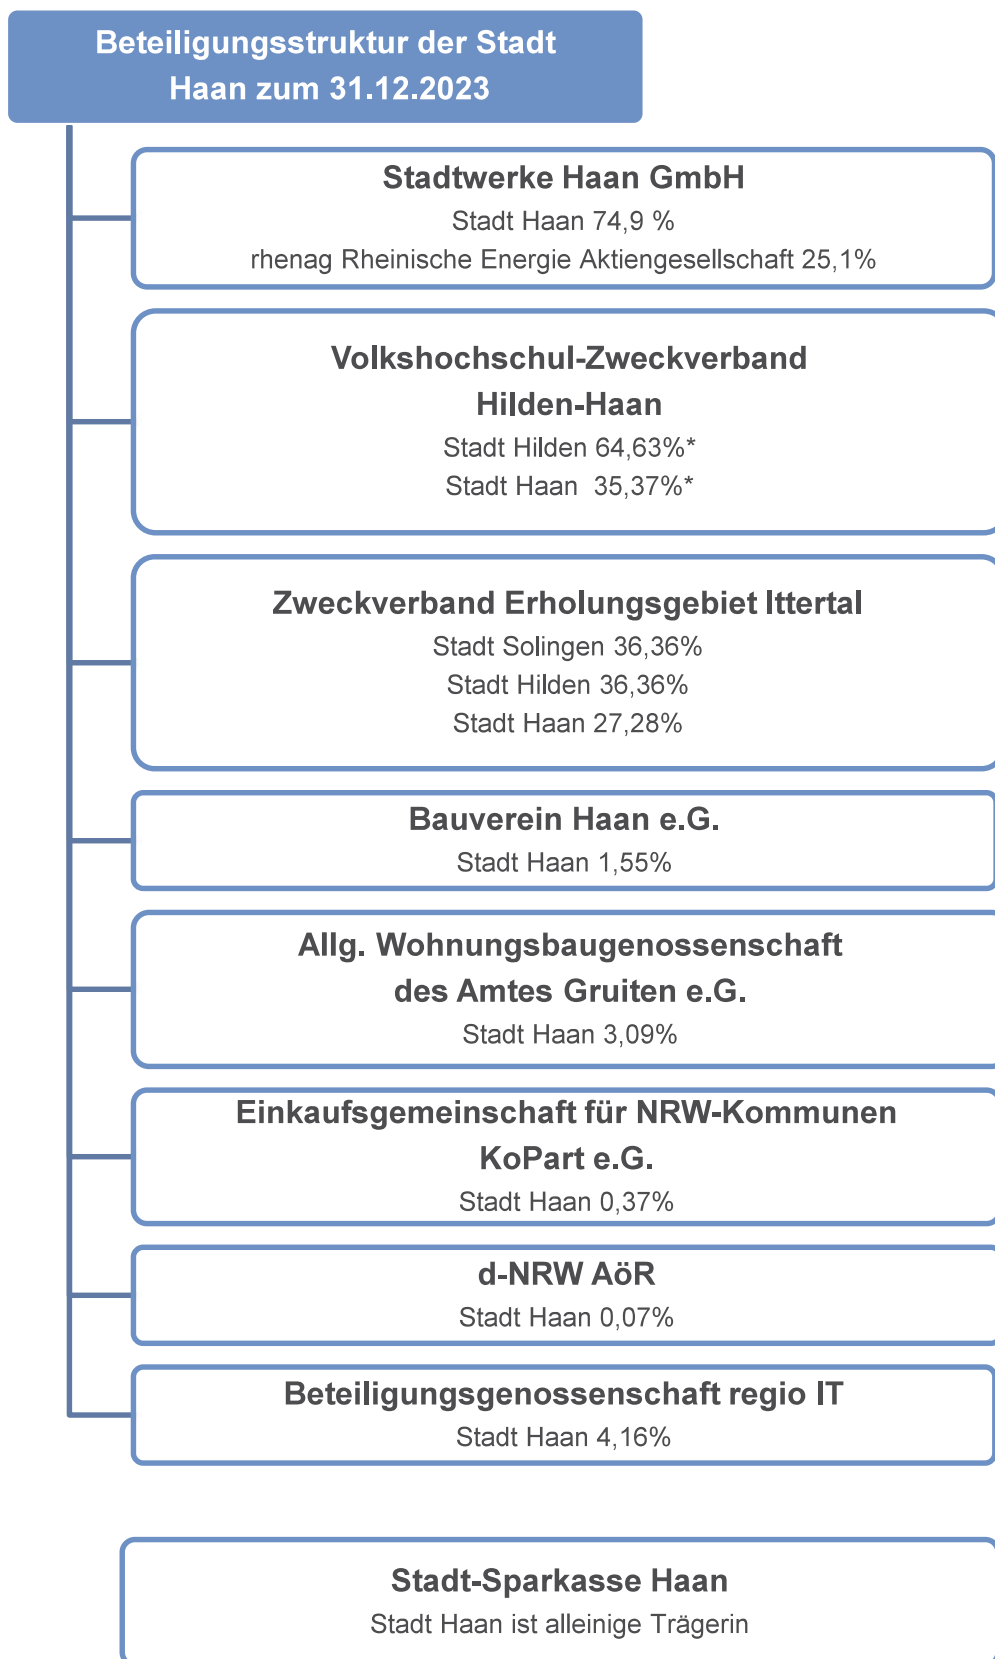 Beteiligungsstruktur der Stadt
Haan zum 31.12.2023
Stadtwerke Haan GmbH
Stadt Haan 74,9 %
rhenag Rheinische Energie Aktiengesellschaft 25,1%
Volkshochschul-Zweckverband
Hilden-Haan
Stadt Hilden 64,63%*
Stadt Haan  35,37%*
Zweckverband Erholungsgebiet Ittertal
Stadt Solingen 36,36%
Stadt Hilden 36,36%
Stadt Haan 27,28%
Bauverein Haan e.G.
Stadt Haan 1,55%
Allg. Wohnungsbaugenossenschaft
des Amtes Gruiten e.G.
Stadt Haan 3,09%
Einkaufsgemeinschaft für NRW-Kommunen
KoPart e.G.
Stadt Haan 0,37%
d-NRW AöR
Stadt Haan 0,07%
Beteiligungsgenossenschaft regio IT
Stadt Haan 4,16%
Stadt-Sparkasse Haan
Stadt Haan ist alleinige Trägerin